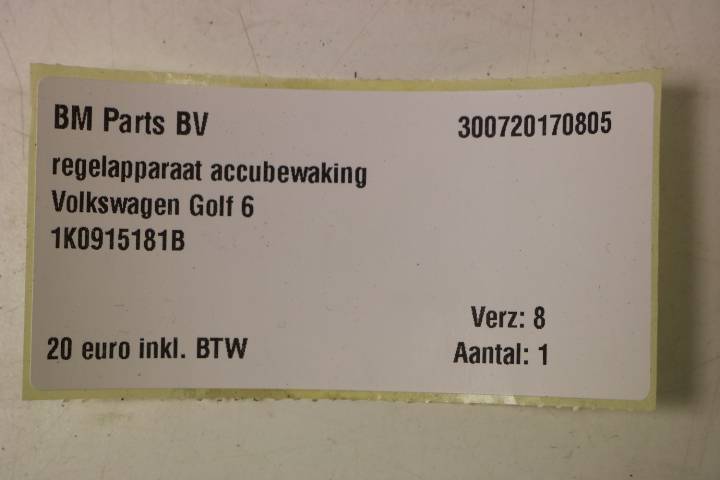 BM Parts BV
300720170805
regelapparaat accubewaking
Volkswagen Golf 6
1K0915181B
Verz: 8
20 euro inkl. BTW
Aantal: 1